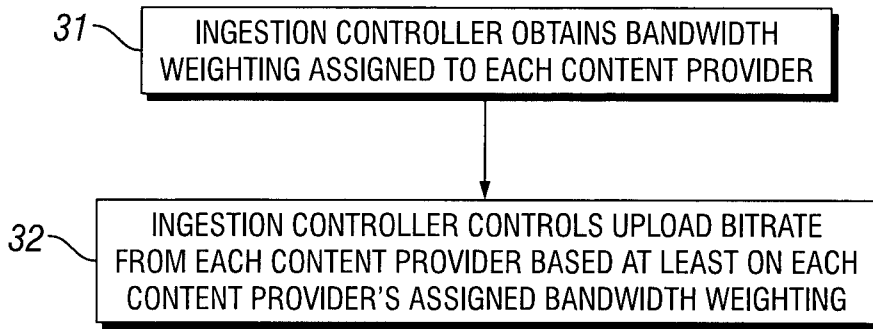 31
INGESTION CONTROLLER OBTAINS BANDWIDTH
WEIGHTING ASSIGNED TO EACH CONTENT PROVIDER
32
INGESTION CONTROLLER CONTROLS UPLOAD BITRATE
FROM EACH CONTENT PROVIDER BASED AT LEAST ON EACH
CONTENT PROVIDER'S ASSIGNED BANDWIDTH WEIGHTING